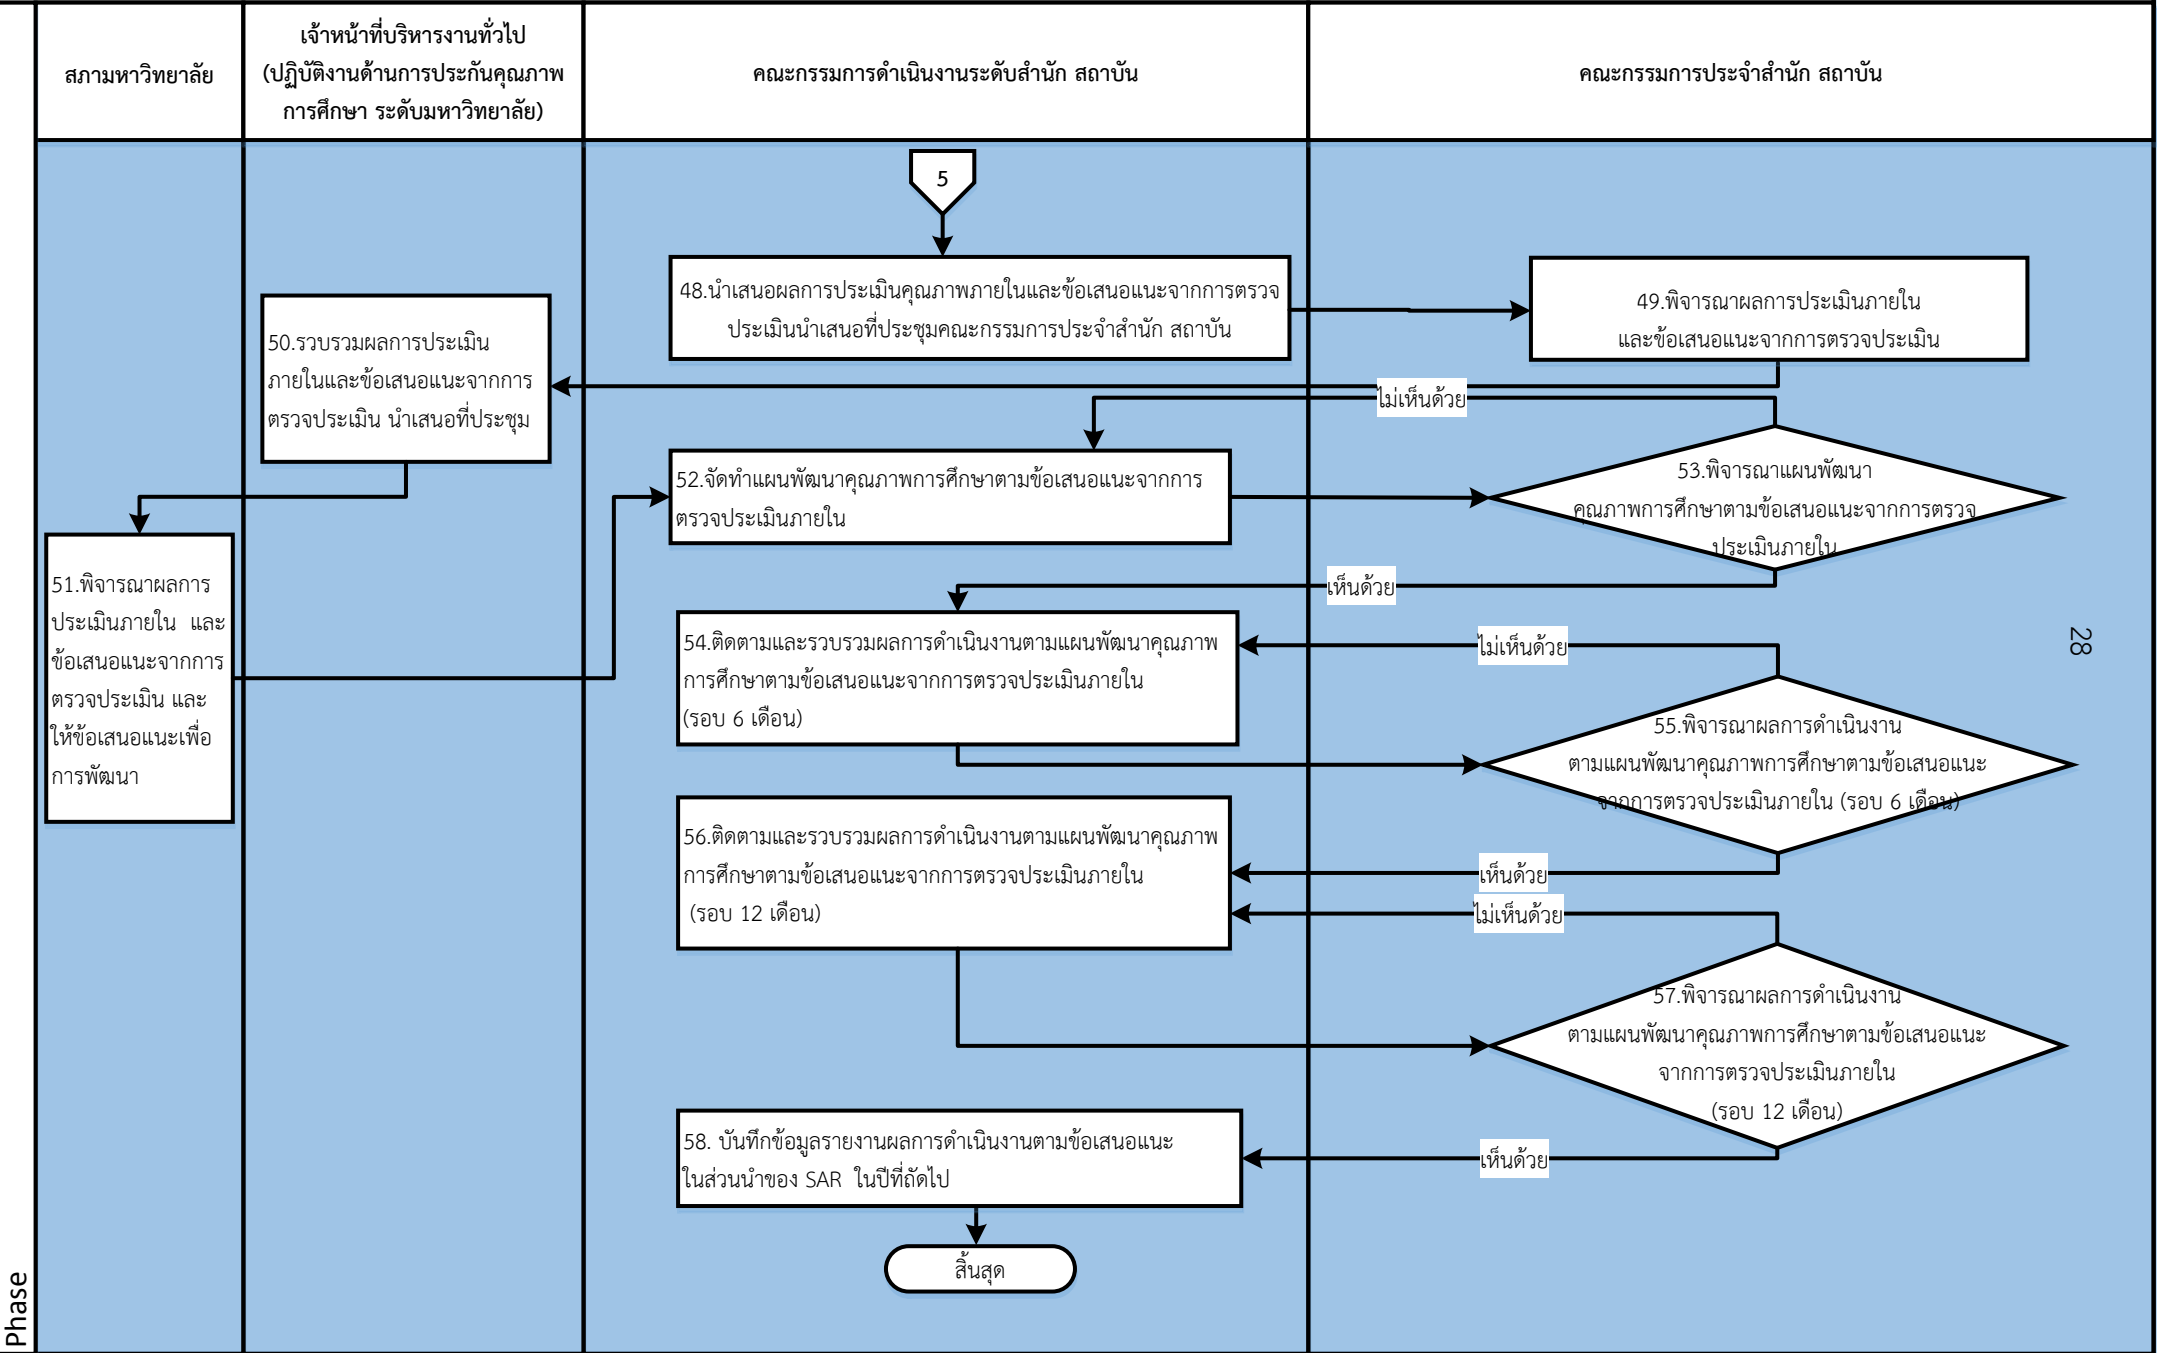 สภามหาวิทยาลัย
เจ้าหน้าที่บริหารงานทั่วไป
(ปฏิบัติงานด้านการประกันคุณภาพ
การศึกษา ระดับมหาวิทยาลัย)
คณะกรรมการดำเนินงานระดับสำนัก สถาบัน
คณะกรรมการประจำสำนัก สถาบัน
5
48.นำเสนอผลการประเมินคุณภาพภายในและข้อเสนอแนะจากการตรวจ
ประเมินนำเสนอที่ประชุมคณะกรรมการประจำสำนัก สถาบัน
49.พิจารณาผลการประเมินภายใน
และข้อเสนอแนะจากการตรวจประเมิน
50.รวบรวมผลการประเมิน
ภายในและข้อเสนอแนะจากการ
ตรวจประเมิน นำเสนอที่ประชุม
ไม่เห็นด้วย
51.พิจารณาผลการ
ประเมินภายใน และ
ข้อเสนอแนะจากการ
ตรวจประเมิน และ
ให้ข้อเสนอแนะเพื่อ
การพัฒนา
52.จัดทำแผนพัฒนาคุณภาพการศึกษาตามข้อเสนอแนะจากการ
ตรวจประเมินภายใน
53.พิจารณาแผนพัฒนา
คุณภาพการศึกษาตามข้อเสนอแนะจากการตรวจ
ประเมินภายใน
เห็นด้วย
54.ติดตามและรวบรวมผลการดำเนินงานตามแผนพัฒนาคุณภาพ
การศึกษาตามข้อเสนอแนะจากการตรวจประเมินภายใน
(รอบ 6 เดือน)
ไม่เห็นด้วย
28
55.พิจารณาผลการดำเนินงาน
ตามแผนพัฒนาคุณภาพการศึกษาตามข้อเสนอแนะ
จากการตรวจประเมินภายใน (รอบ 6 เดือน)
56.ติดตามและรวบรวมผลการดำเนินงานตามแผนพัฒนาคุณภาพ
การศึกษาตามข้อเสนอแนะจากการตรวจประเมินภายใน
(รอบ 12 เดือน)
เห็นด้วย
ไม่เห็นด้วย
57.พิจารณาผลการดำเนินงาน
ตามแผนพัฒนาคุณภาพการศึกษาตามข้อเสนอแนะ
จากการตรวจประเมินภายใน
(รอบ 12 เดือน)
58. บันทึกข้อมูลรายงานผลการดำเนินงานตามข้อเสนอแนะ
ในส่วนนำของ SAR ในปีที่ถัดไป
เห็นด้วย
สิ้นสุด
Phase